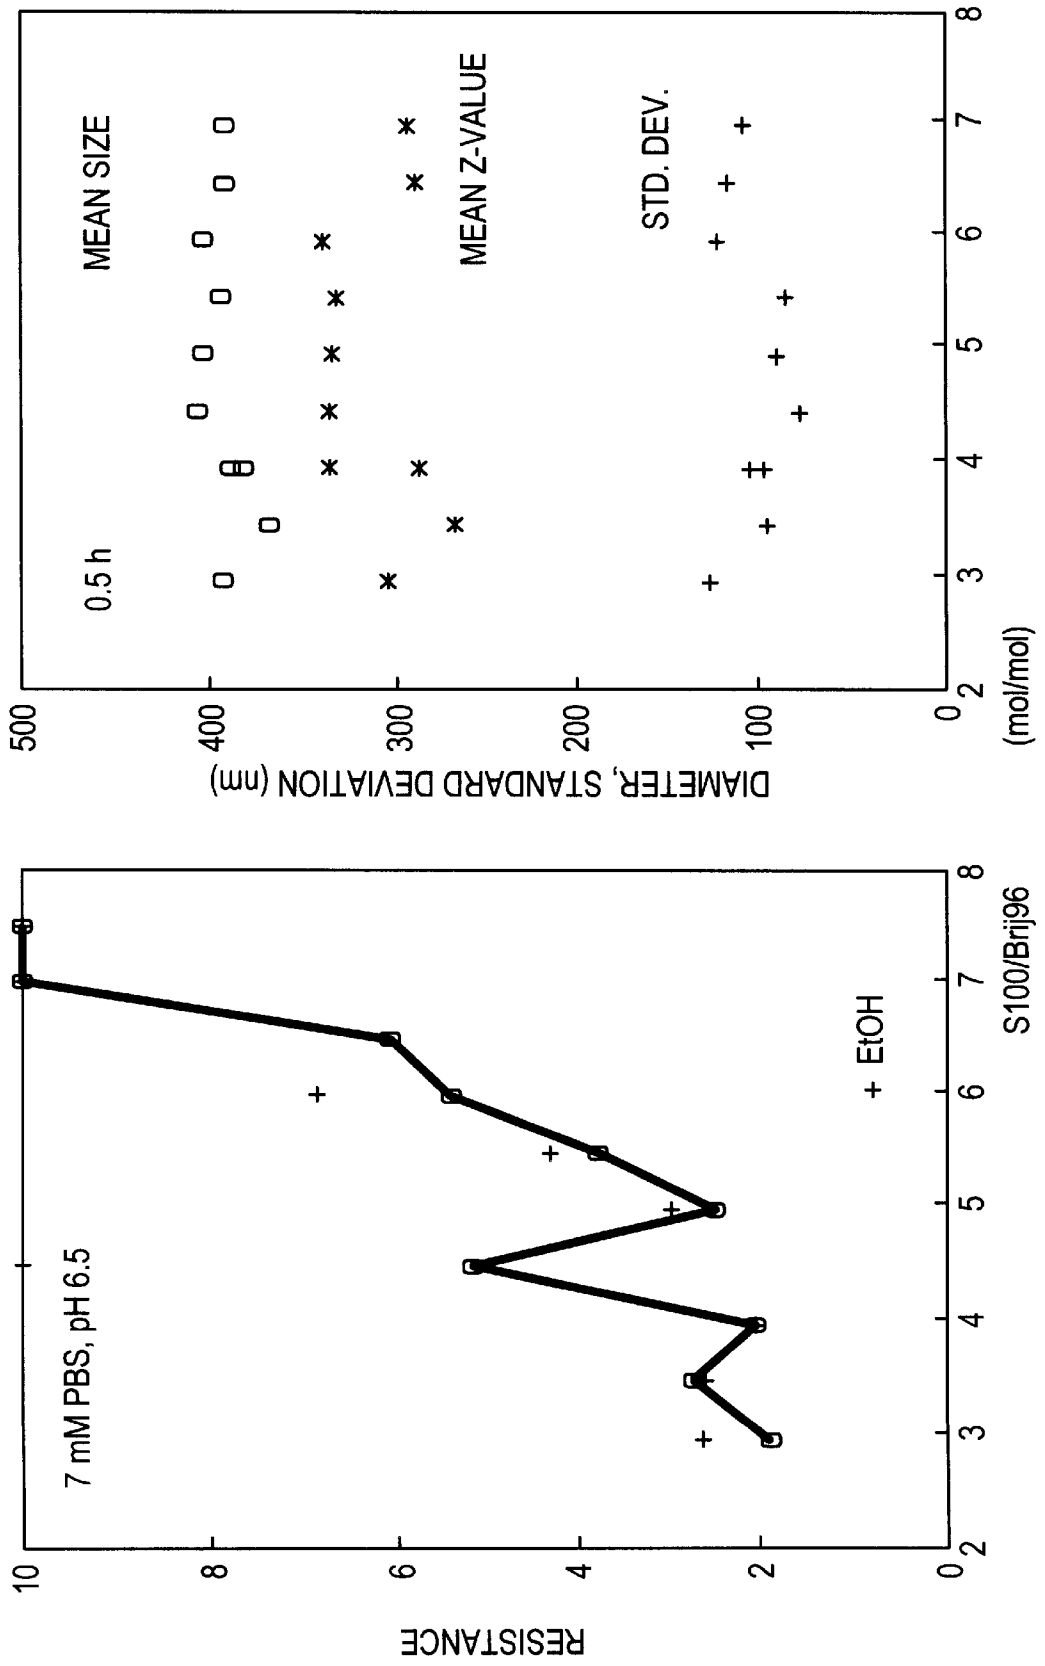 RESISTANCE
10
8
6
4
2
0
7 mM PBS, pH 6.5
+ EtOH
2 3 4 5 6 7 8
S100/Brij96
DIAMETER, STANDARD DEVIATION (nm)
500
400
300
200
100
0
0.5 h
MEAN SIZE
MEAN Z-VALUE
STD. DEV.
2 3 4 5 6 7 8
(mol/mol)